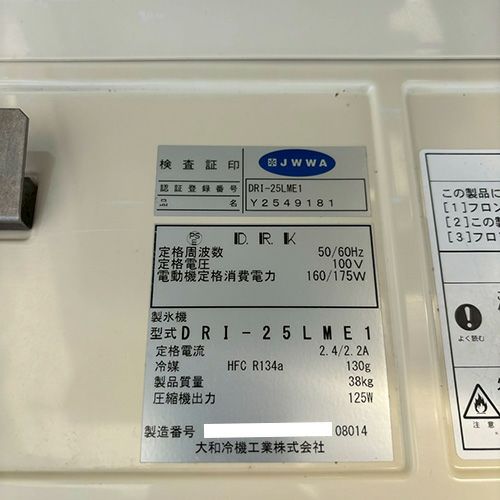 検査証印 JWWA
認証登録番号 DRI-25LME1
名 Y2549181
PS E D.R.K
定格周波数 50/60Hz
定格電圧 100V
電動機定格消費電力 160/175W
製氷機
型式 DRI-25LME1
定格電流 2.4/2.2A
冷媒 HFC R134a 130g
製品質量 38kg
圧縮機出力 125W
製造番号 08014
大和冷機工業株式会社
この製品に
[1]フロン
[2]この製
[3]フロ
よく読む
注意